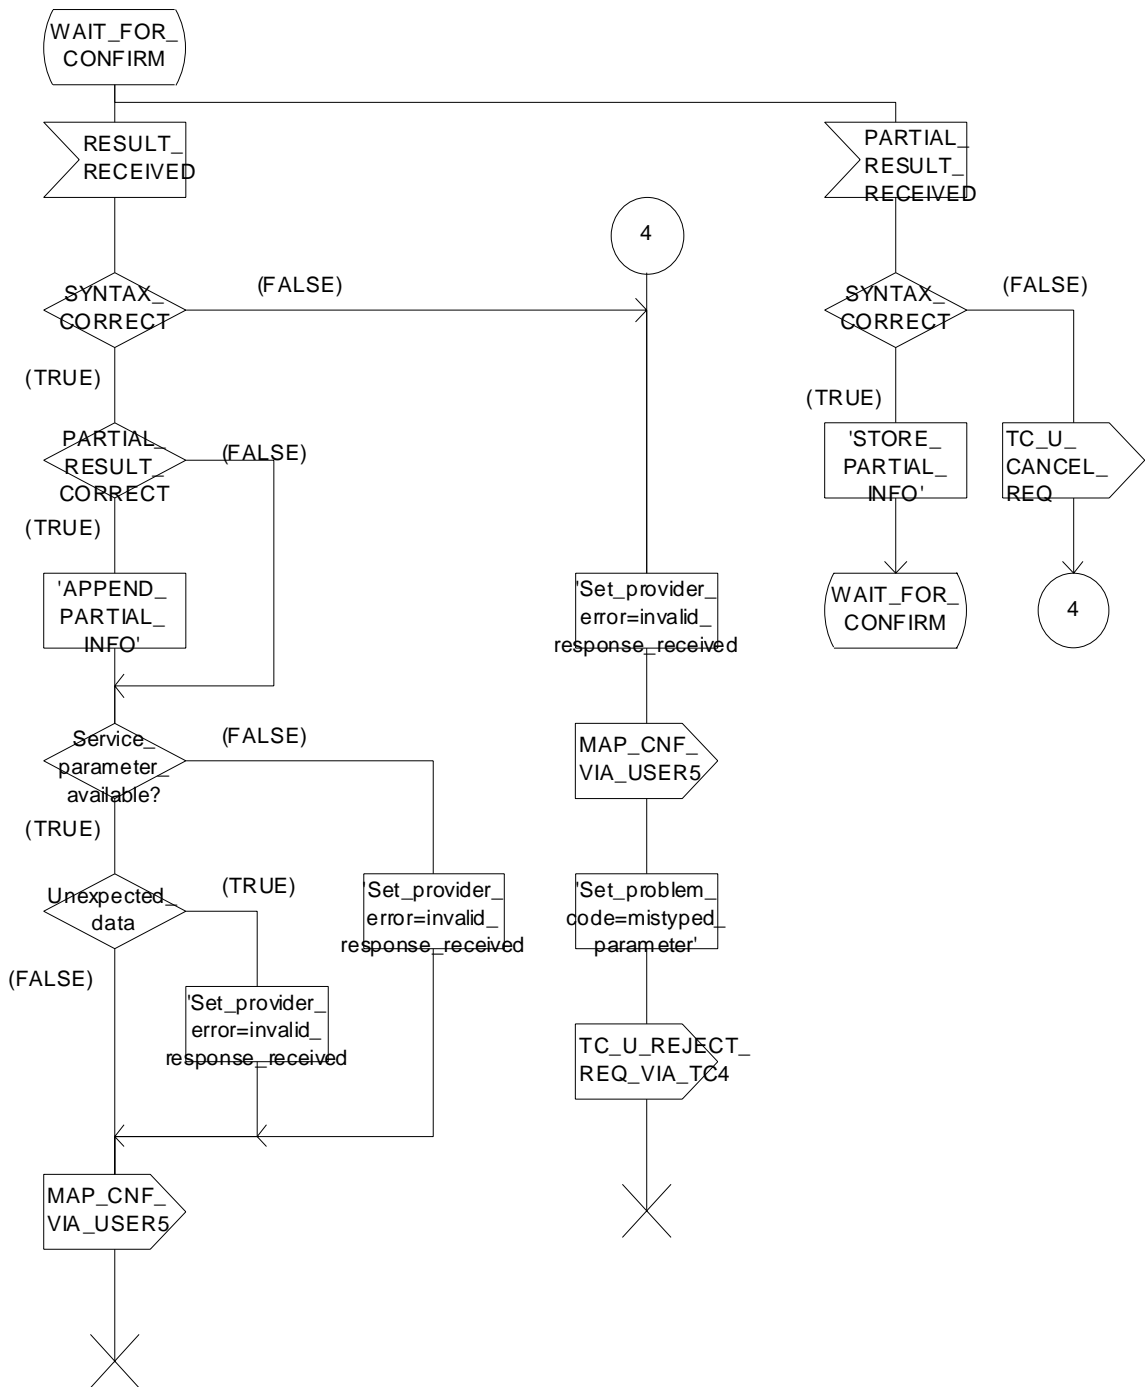 WAIT_FOR_
CONFIRM
RESULT_
RECEIVED
PARTIAL_
RESULT_
RECEIVED
4
SYNTAX_
CORRECT
(FALSE)
SYNTAX_
CORRECT
(FALSE)
(TRUE)
(TRUE)
PARTIAL_
RESULT_
CORRECT
(FALSE)
'STORE_
PARTIAL_
INFO'
TC_U_
CANCEL_
REQ
(TRUE)
'APPEND_
PARTIAL_
INFO'
'Set_provider_
error=invalid_
response_received
WAIT_FOR_
CONFIRM
4
Service_
parameter_
available?
(FALSE)
MAP_CNF_
VIA_USER5
(TRUE)
Unexpected_
data
(TRUE)
'Set_provider_
error=invalid_
response_received
'Set_problem_
code=mistyped_
parameter'
(FALSE)
'Set_provider_
error=invalid_
response_received
TC_U_REJECT_
REQ_VIA_TC4
MAP_CNF_
VIA_USER5